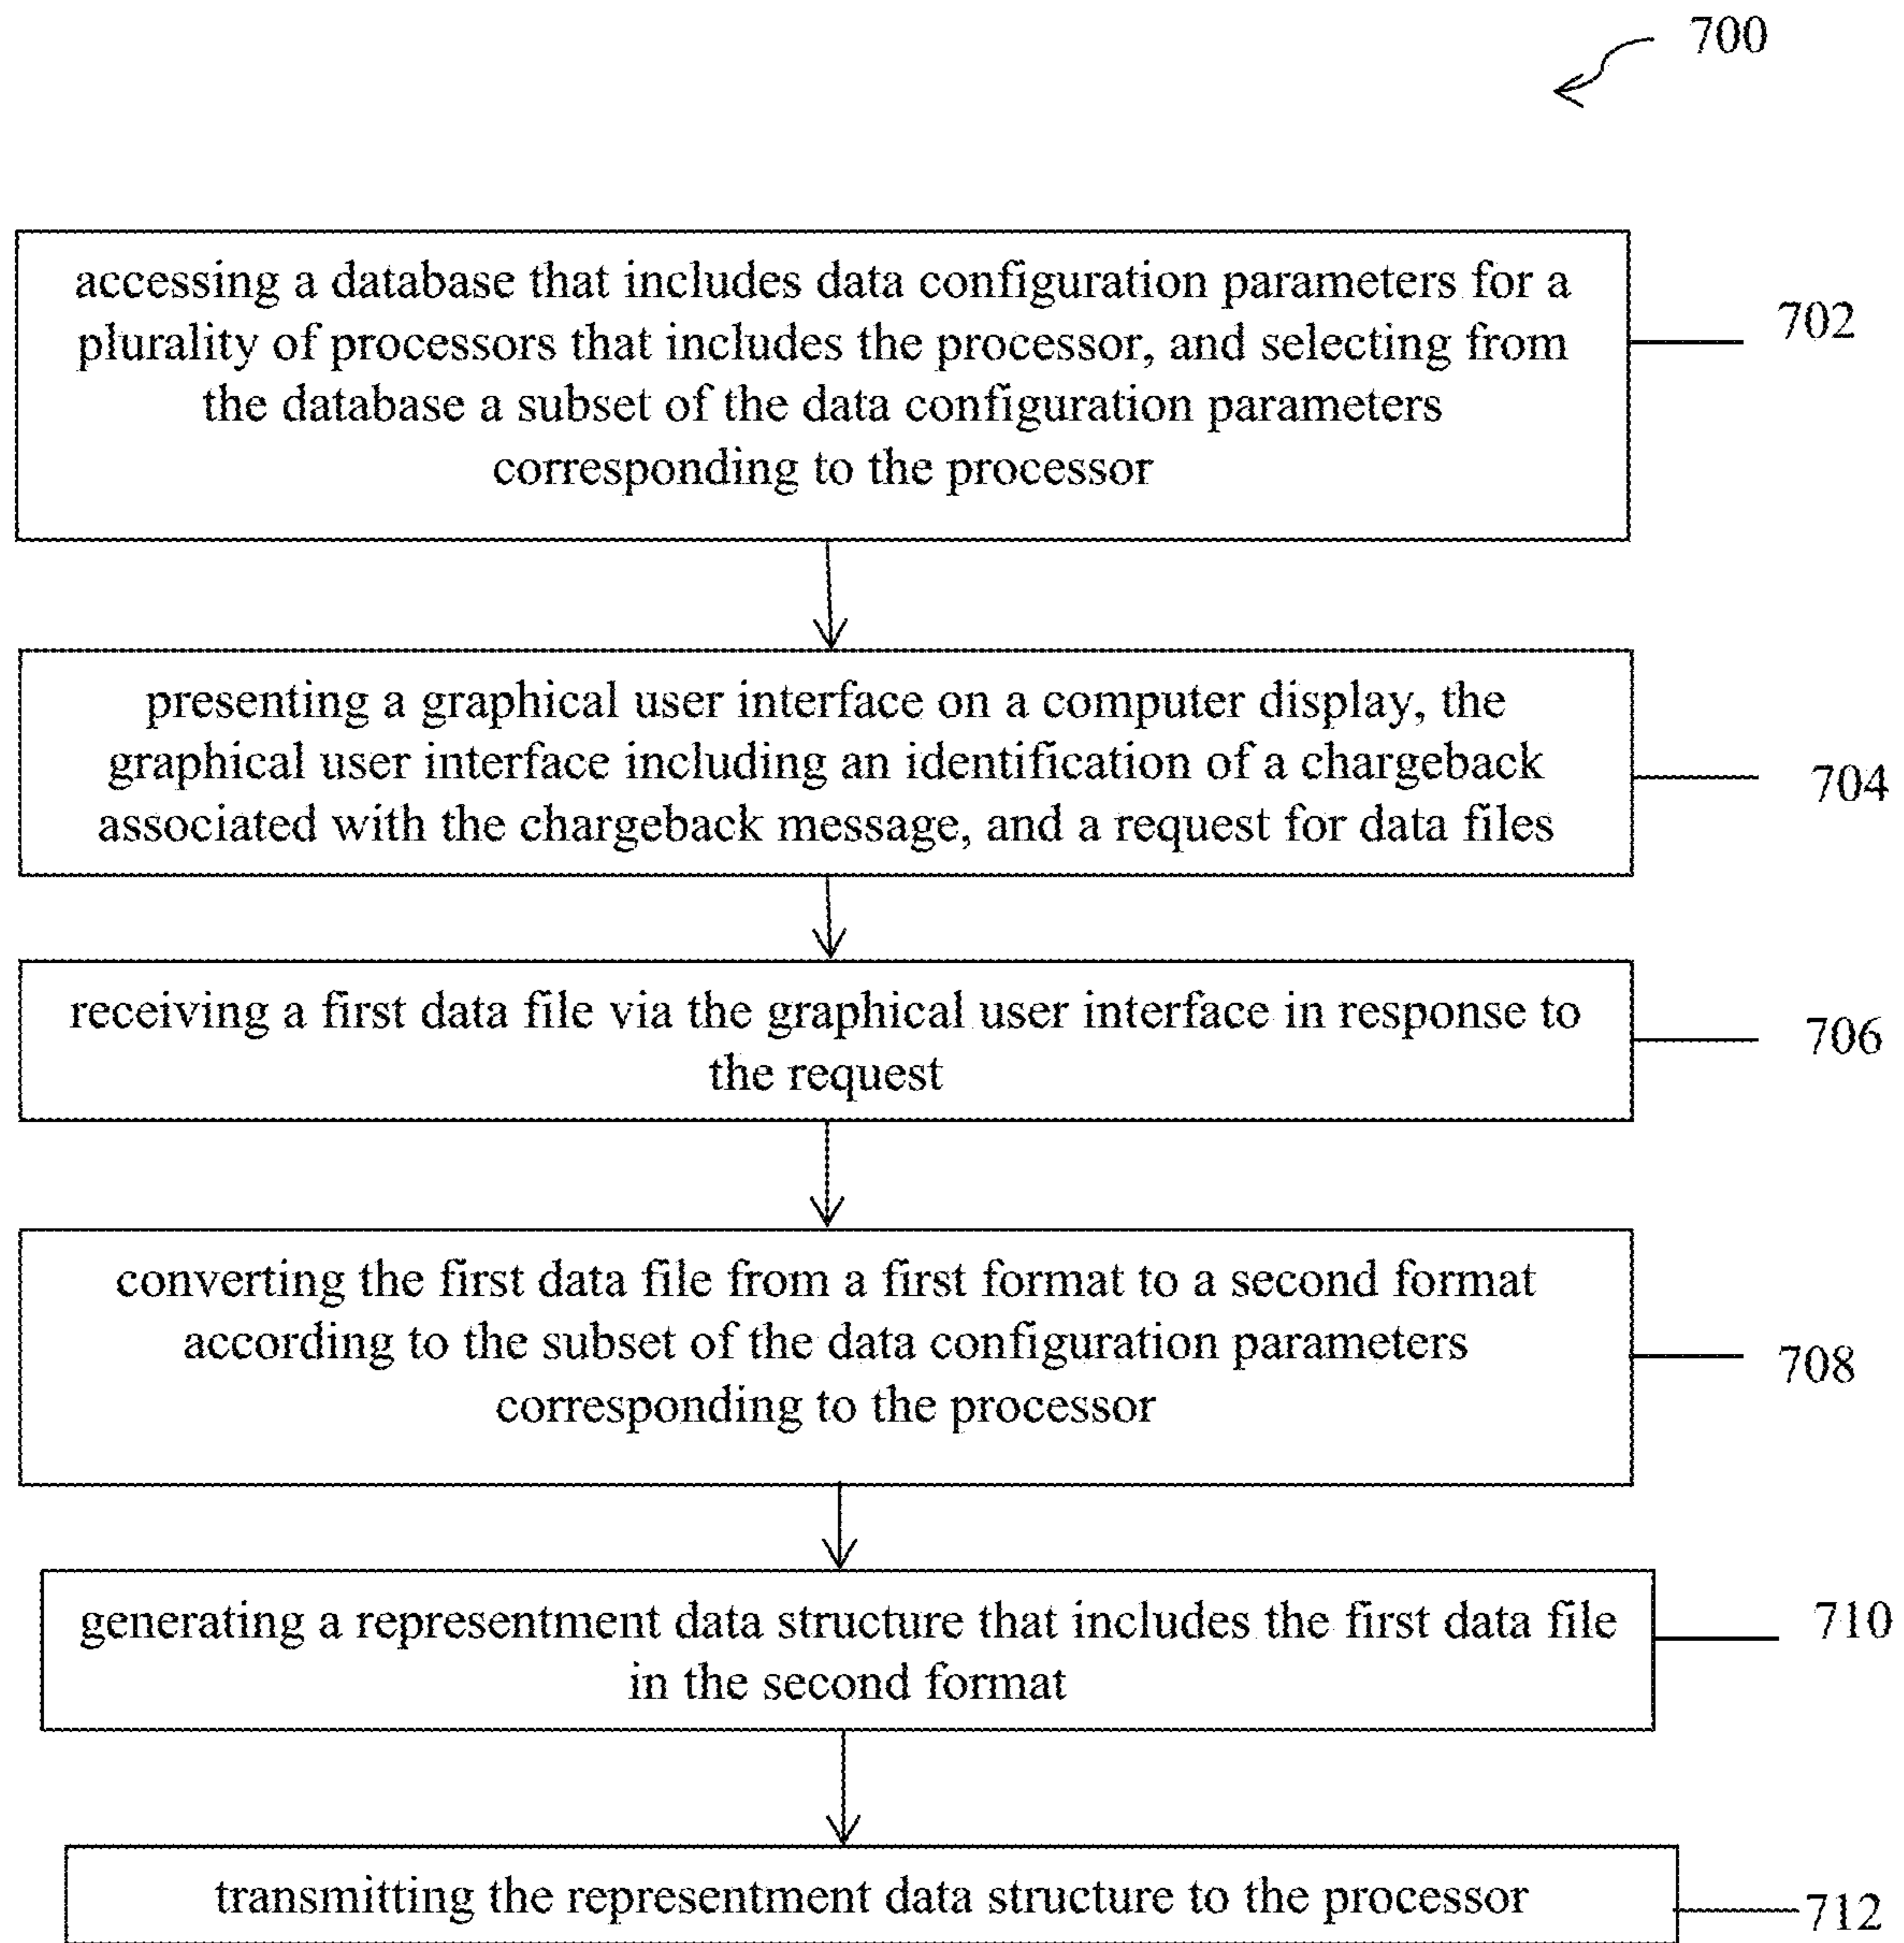 700
accessing a database that includes data configuration parameters for a
plurality of processors that includes the processor, and selecting from
the database a subset of the data configuration parameters
corresponding to the processor
702
presenting a graphical user interface on a computer display, the
graphical user interface including an identification of a chargeback
associated with the chargeback message, and a request for data files
704
receiving a first data file via the graphical user interface in response to
the request
706
converting the first data file from a first format to a second format
according to the subset of the data configuration parameters
corresponding to the processor
708
generating a representment data structure that includes the first data file
in the second format
710
transmitting the representment data structure to the processor
712